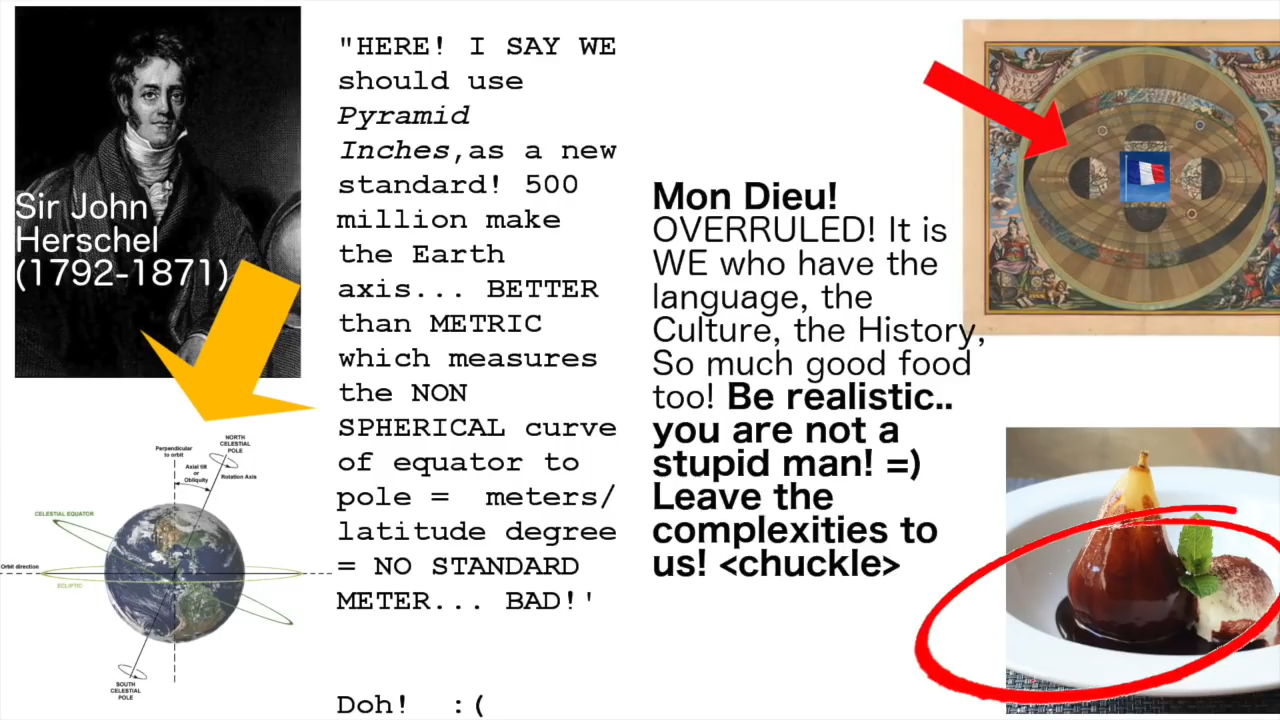 Sir John
Herschel
(1792-1871)
"HERE! I SAY WE
should use
Pyramid
Inches,as a new
standard! 500
million make
the Earth
axis... BETTER
than METRIC
which measures
the NON
SPHERICAL curve
of equator to
pole =  meters/
latitude degree
= NO STANDARD
METER... BAD!'
Doh!  :(
Mon Dieu!
OVERRULED! It is
WE who have the
language, the
Culture, the History,
So much good food
too! Be realistic..
you are not a
stupid man! =)
Leave the
complexities to
us! <chuckle>
NORTH
CELESTIAL
POLE
Perpendicular
to orbit
Axial tilt
or
Obliquity
Rotation Axis
CELESTIAL EQUATOR
Orbit direction
ECLIPTIC
SOUTH
CELESTIAL
POLE